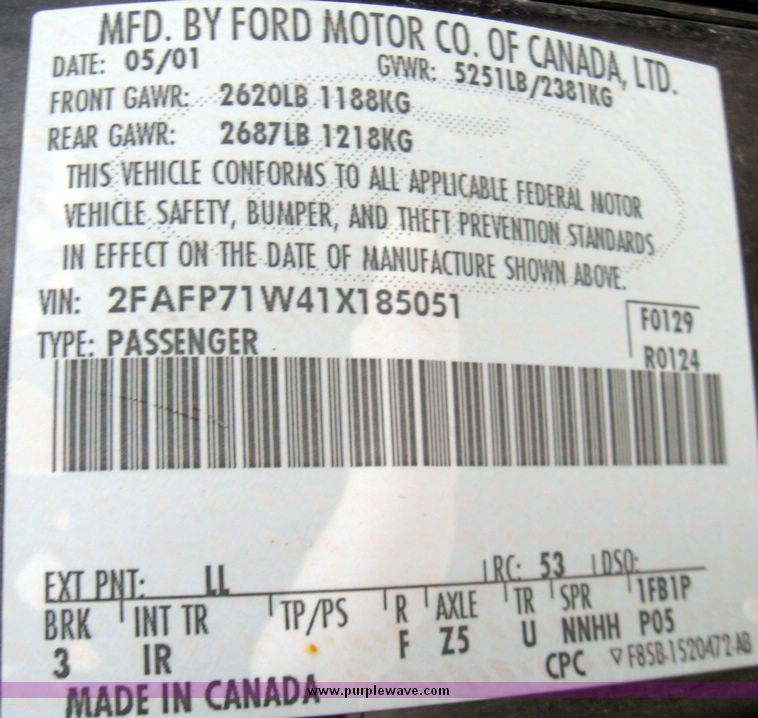 MFD. BY FORD MOTOR CO. OF CANADA, LTD.
DATE: 05/01 GVWR: 5251LB/2381KG
FRONT GAWR: 2620LB 1188KG
REAR GAWR: 2687LB 1218KG
THIS VEHICLE CONFORMS TO ALL APPLICABLE FEDERAL MOTOR
VEHICLE SAFETY, BUMPER, AND THEFT PREVENTION STANDARDS
IN EFFECT ON THE DATE OF MANUFACTURE SHOWN ABOVE.
VIN: 2FAFP71W41X185051
F0129
TYPE: PASSENGER
R0124
EXT PNT: LL RC: 53 DSO:
BRK INT TR TP/PS R AXLE TR SPR 1FB1P
3 IR F Z5 U NNHH P05
CPC ▽F85B-1520472-AB
MADE IN CANADA
www.purplewave.com